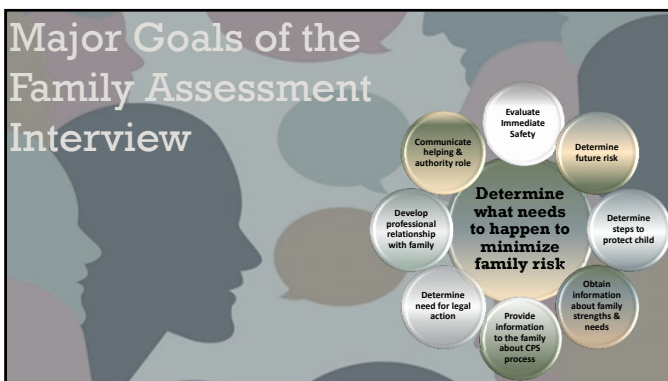 Major Goals of the
Family Assessment
Interview
Evaluate
Immediate
Safety
Determine
future risk
Determine
steps to
protect child
Obtain
information
about family
strengths &
needs
Provide
information
to the family
about CPS
process
Determine
need for legal
action
Develop
professional
relationship
with family
Communicate
helping &
authority role
Determine
what needs
to happen to
minimize
family risk